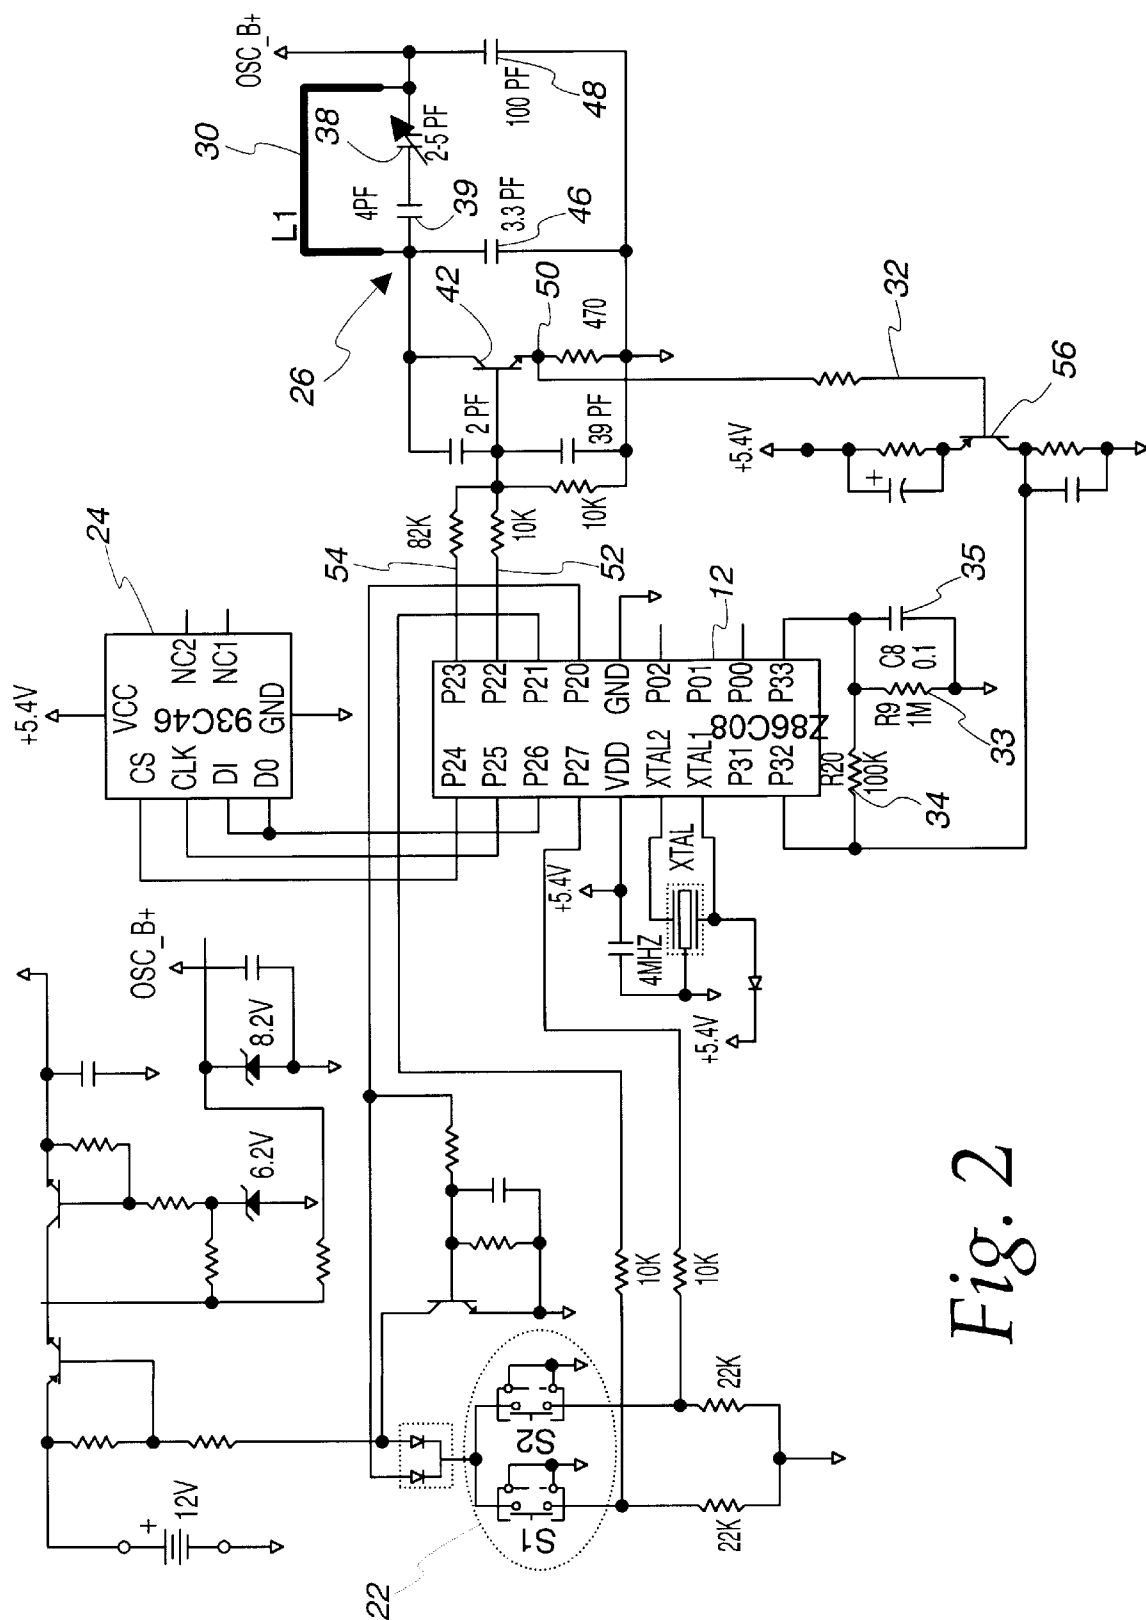 12V
+
6.2V
8.2V
OSC_B+
22
S1
S2
22K
22K
10K
10K
+5.4V
24
VCC
CS
CLK
DI
D0
NC2
NC1
GND
93C46
+5.4V
4MHZ
XTAL
+5.4V
P24
P25
P26
P27
VDD
XTAL2
XTAL1
P31
P32
P23
P22
P21
P20
GND
P02
P01
P00
P33
Z86C08
12
54
52
82K
10K
10K
2 PF
39 PF
26
42
50
470
L1
30
38
2-5 PF
4PF
39
3.3 PF
46
100 PF
48
OSC_B+
32
+5.4V
+
56
R20
100K
34
R9
1M
33
C8
0.1
35
Fig. 2